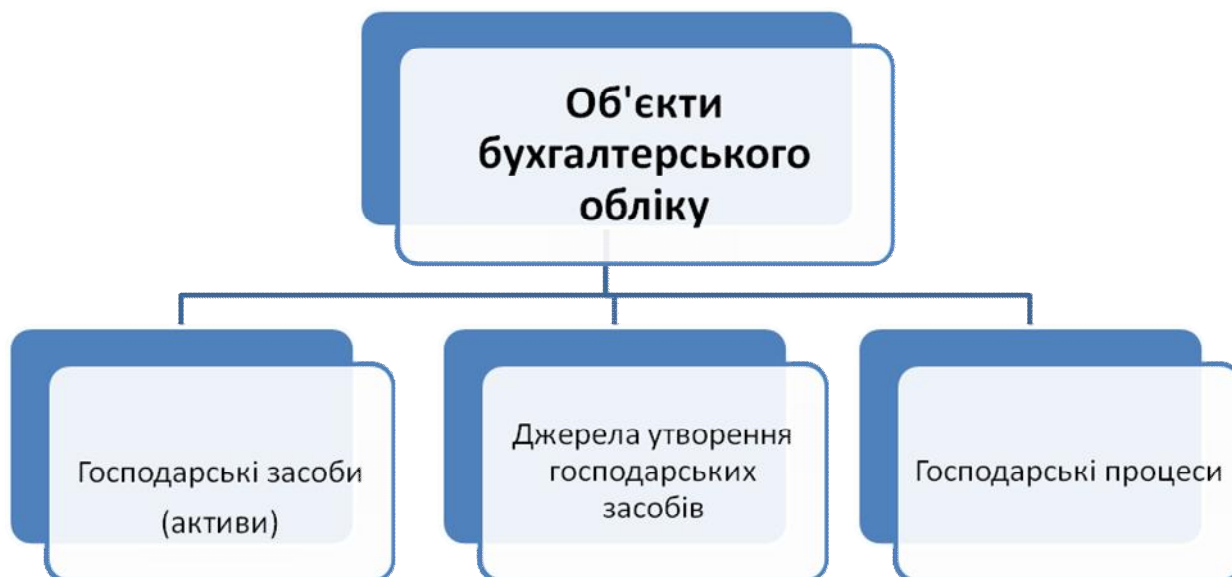 Об'єкти
бухгалтерського
обліку
Господарські засоби
(активи)
Джерела утворення
господарських
засобів
Господарські процеси